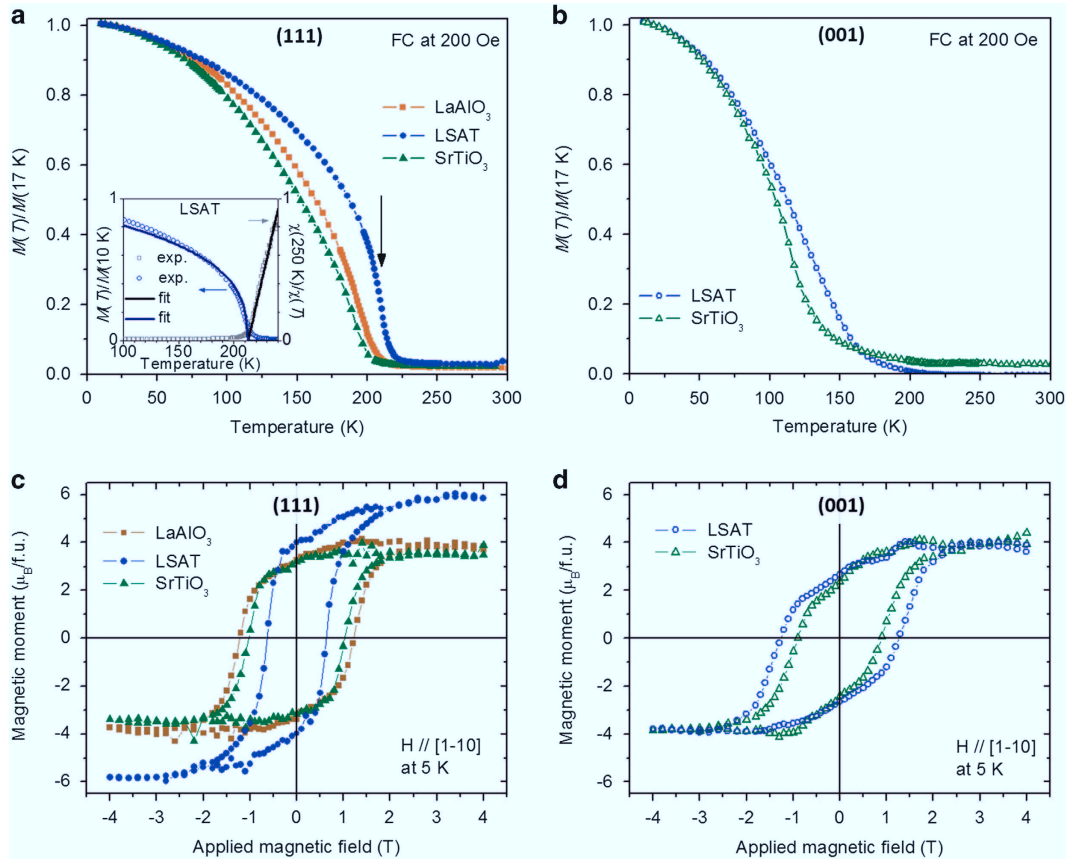 a
(111)
FC at 200 Oe
LaAlO3
LSAT
SrTiO3
M(T)/M(17 K)
1.0
0.8
0.6
0.4
0.2
0.0
0 50 100 150 200 250 300
Temperature (K)
LSAT
M(T)/M(10 K)
χ(250 K)/χ(T)
1 1
0 0
exp.
exp.
fit
fit
100 150 200
Temperature (K)
b
(001)
FC at 200 Oe
LSAT
SrTiO3
M(T)/M(17 K)
1.0
0.8
0.6
0.4
0.2
0.0
0 50 100 150 200 250 300
Temperature (K)
c
(111)
LaAlO3
LSAT
SrTiO3
Magnetic moment (μB/f.u.)
6
4
2
0
-2
-4
-6
H // [1-10]
at 5 K
-4 -3 -2 -1 0 1 2 3 4
Applied magnetic field (T)
d
(001)
LSAT
SrTiO3
Magnetic moment (μB/f.u.)
6
4
2
0
-2
-4
-6
H // [1-10]
at 5 K
-4 -3 -2 -1 0 1 2 3 4
Applied magnetic field (T)